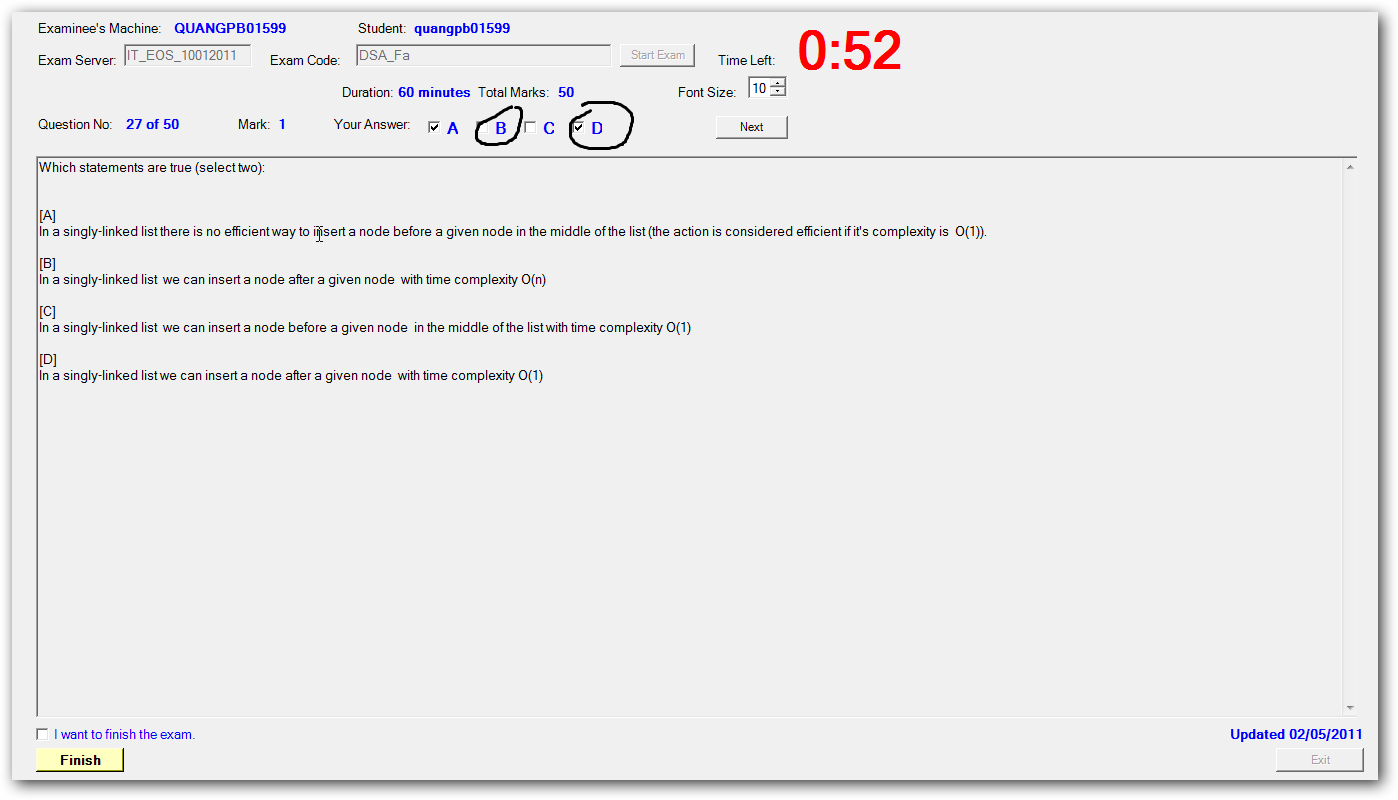 Examinee's Machine: QUANGPB01599 Student: quangpb01599
Exam Server: IT_EOS_10012011 Exam Code: DSA_Fa Start Exam Time Left: 0:52
Duration: 60 minutes Total Marks: 50 Font Size: 10
Question No: 27 of 50 Mark: 1 Your Answer: A B C D Next
Which statements are true (select two):
[A]
In a singly-linked list there is no efficient way to insert a node before a given node in the middle of the list (the action is considered efficient if it's complexity is O(1)).
[B]
In a singly-linked list we can insert a node after a given node with time complexity O(n)
[C]
In a singly-linked list we can insert a node before a given node in the middle of the list with time complexity O(1)
[D]
In a singly-linked list we can insert a node after a given node with time complexity O(1)
I want to finish the exam. Updated 02/05/2011
Finish Exit